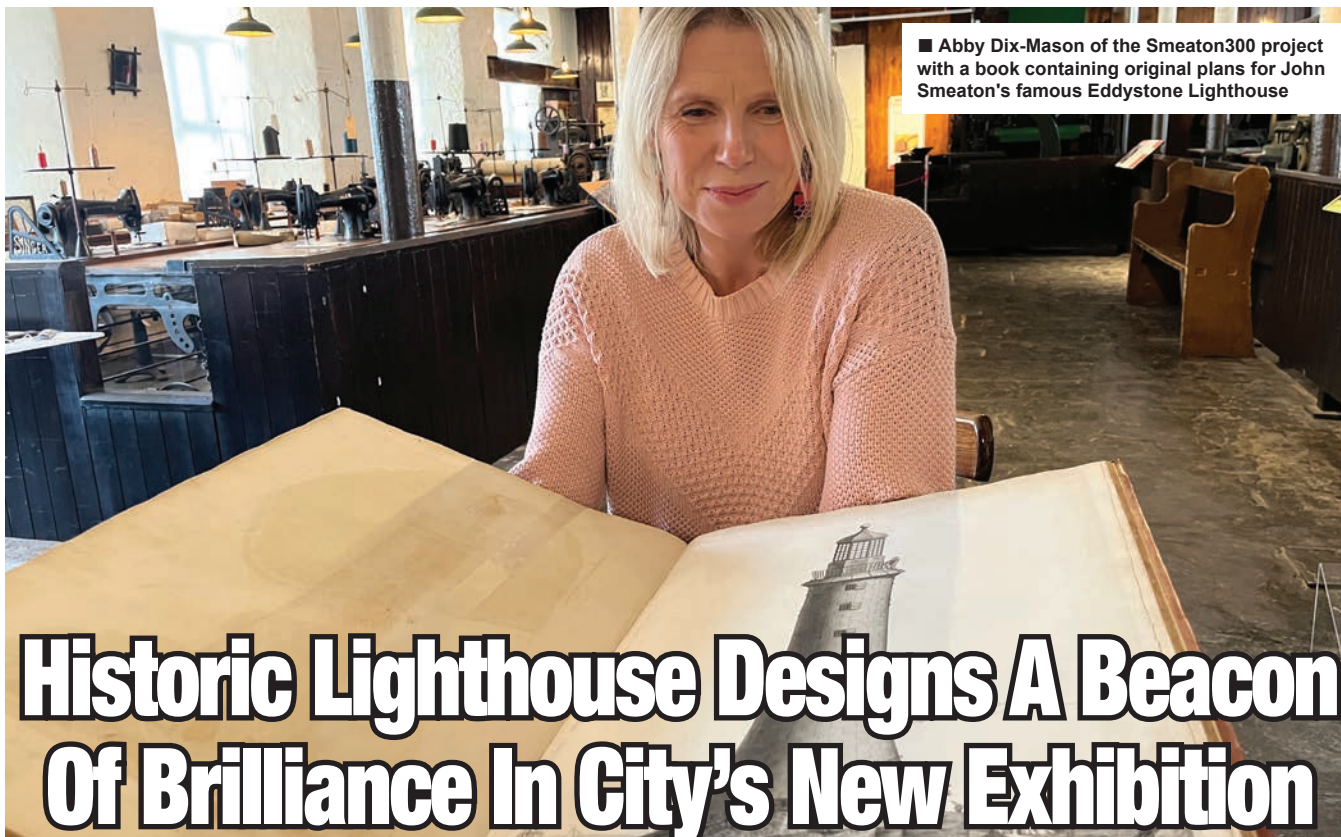 ■ Abby Dix-Mason of the Smeaton300 project
with a book containing original plans for John
Smeaton's famous Eddystone Lighthouse
SINGER
Historic Lighthouse Designs A Beacon
Of Brilliance In City's New Exhibition